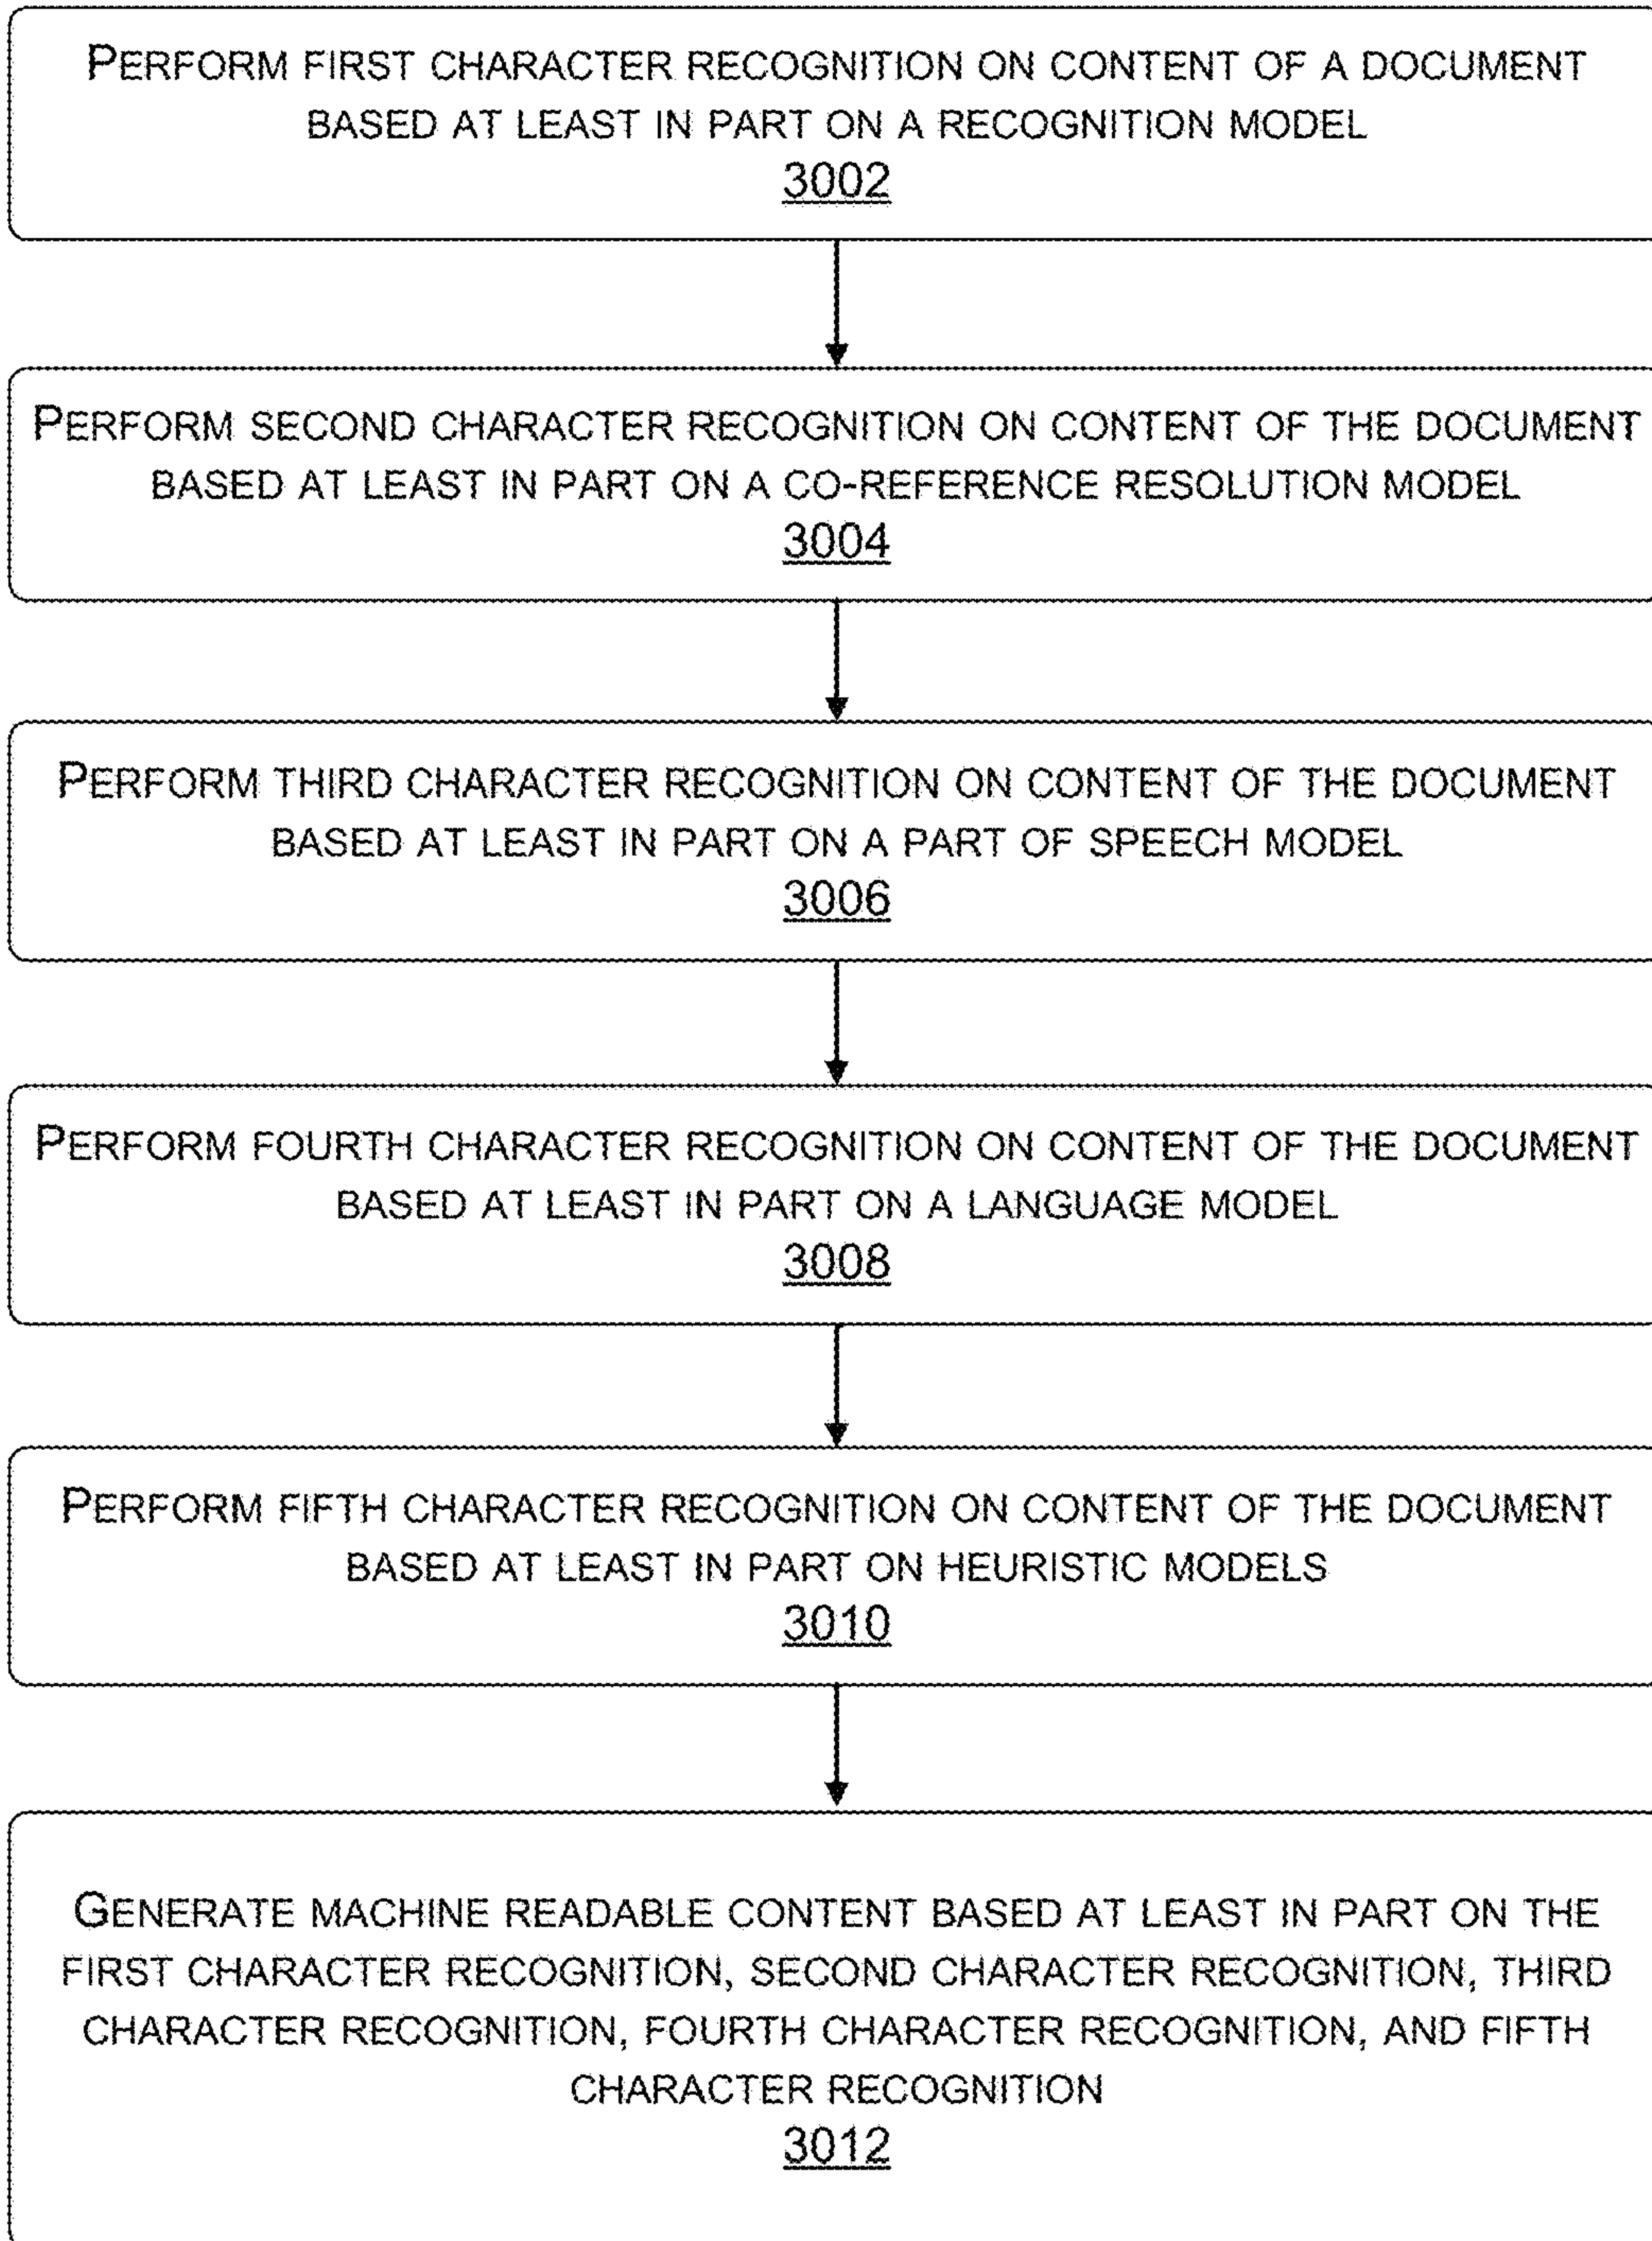 PERFORM FIRST CHARACTER RECOGNITION ON CONTENT OF A DOCUMENT
BASED AT LEAST IN PART ON A RECOGNITION MODEL
3002
PERFORM SECOND CHARACTER RECOGNITION ON CONTENT OF THE DOCUMENT
BASED AT LEAST IN PART ON A CO-REFERENCE RESOLUTION MODEL
3004
PERFORM THIRD CHARACTER RECOGNITION ON CONTENT OF THE DOCUMENT
BASED AT LEAST IN PART ON A PART OF SPEECH MODEL
3006
PERFORM FOURTH CHARACTER RECOGNITION ON CONTENT OF THE DOCUMENT
BASED AT LEAST IN PART ON A LANGUAGE MODEL
3008
PERFORM FIFTH CHARACTER RECOGNITION ON CONTENT OF THE DOCUMENT
BASED AT LEAST IN PART ON HEURISTIC MODELS
3010
GENERATE MACHINE READABLE CONTENT BASED AT LEAST IN PART ON THE
FIRST CHARACTER RECOGNITION, SECOND CHARACTER RECOGNITION, THIRD
CHARACTER RECOGNITION, FOURTH CHARACTER RECOGNITION, AND FIFTH
CHARACTER RECOGNITION
3012